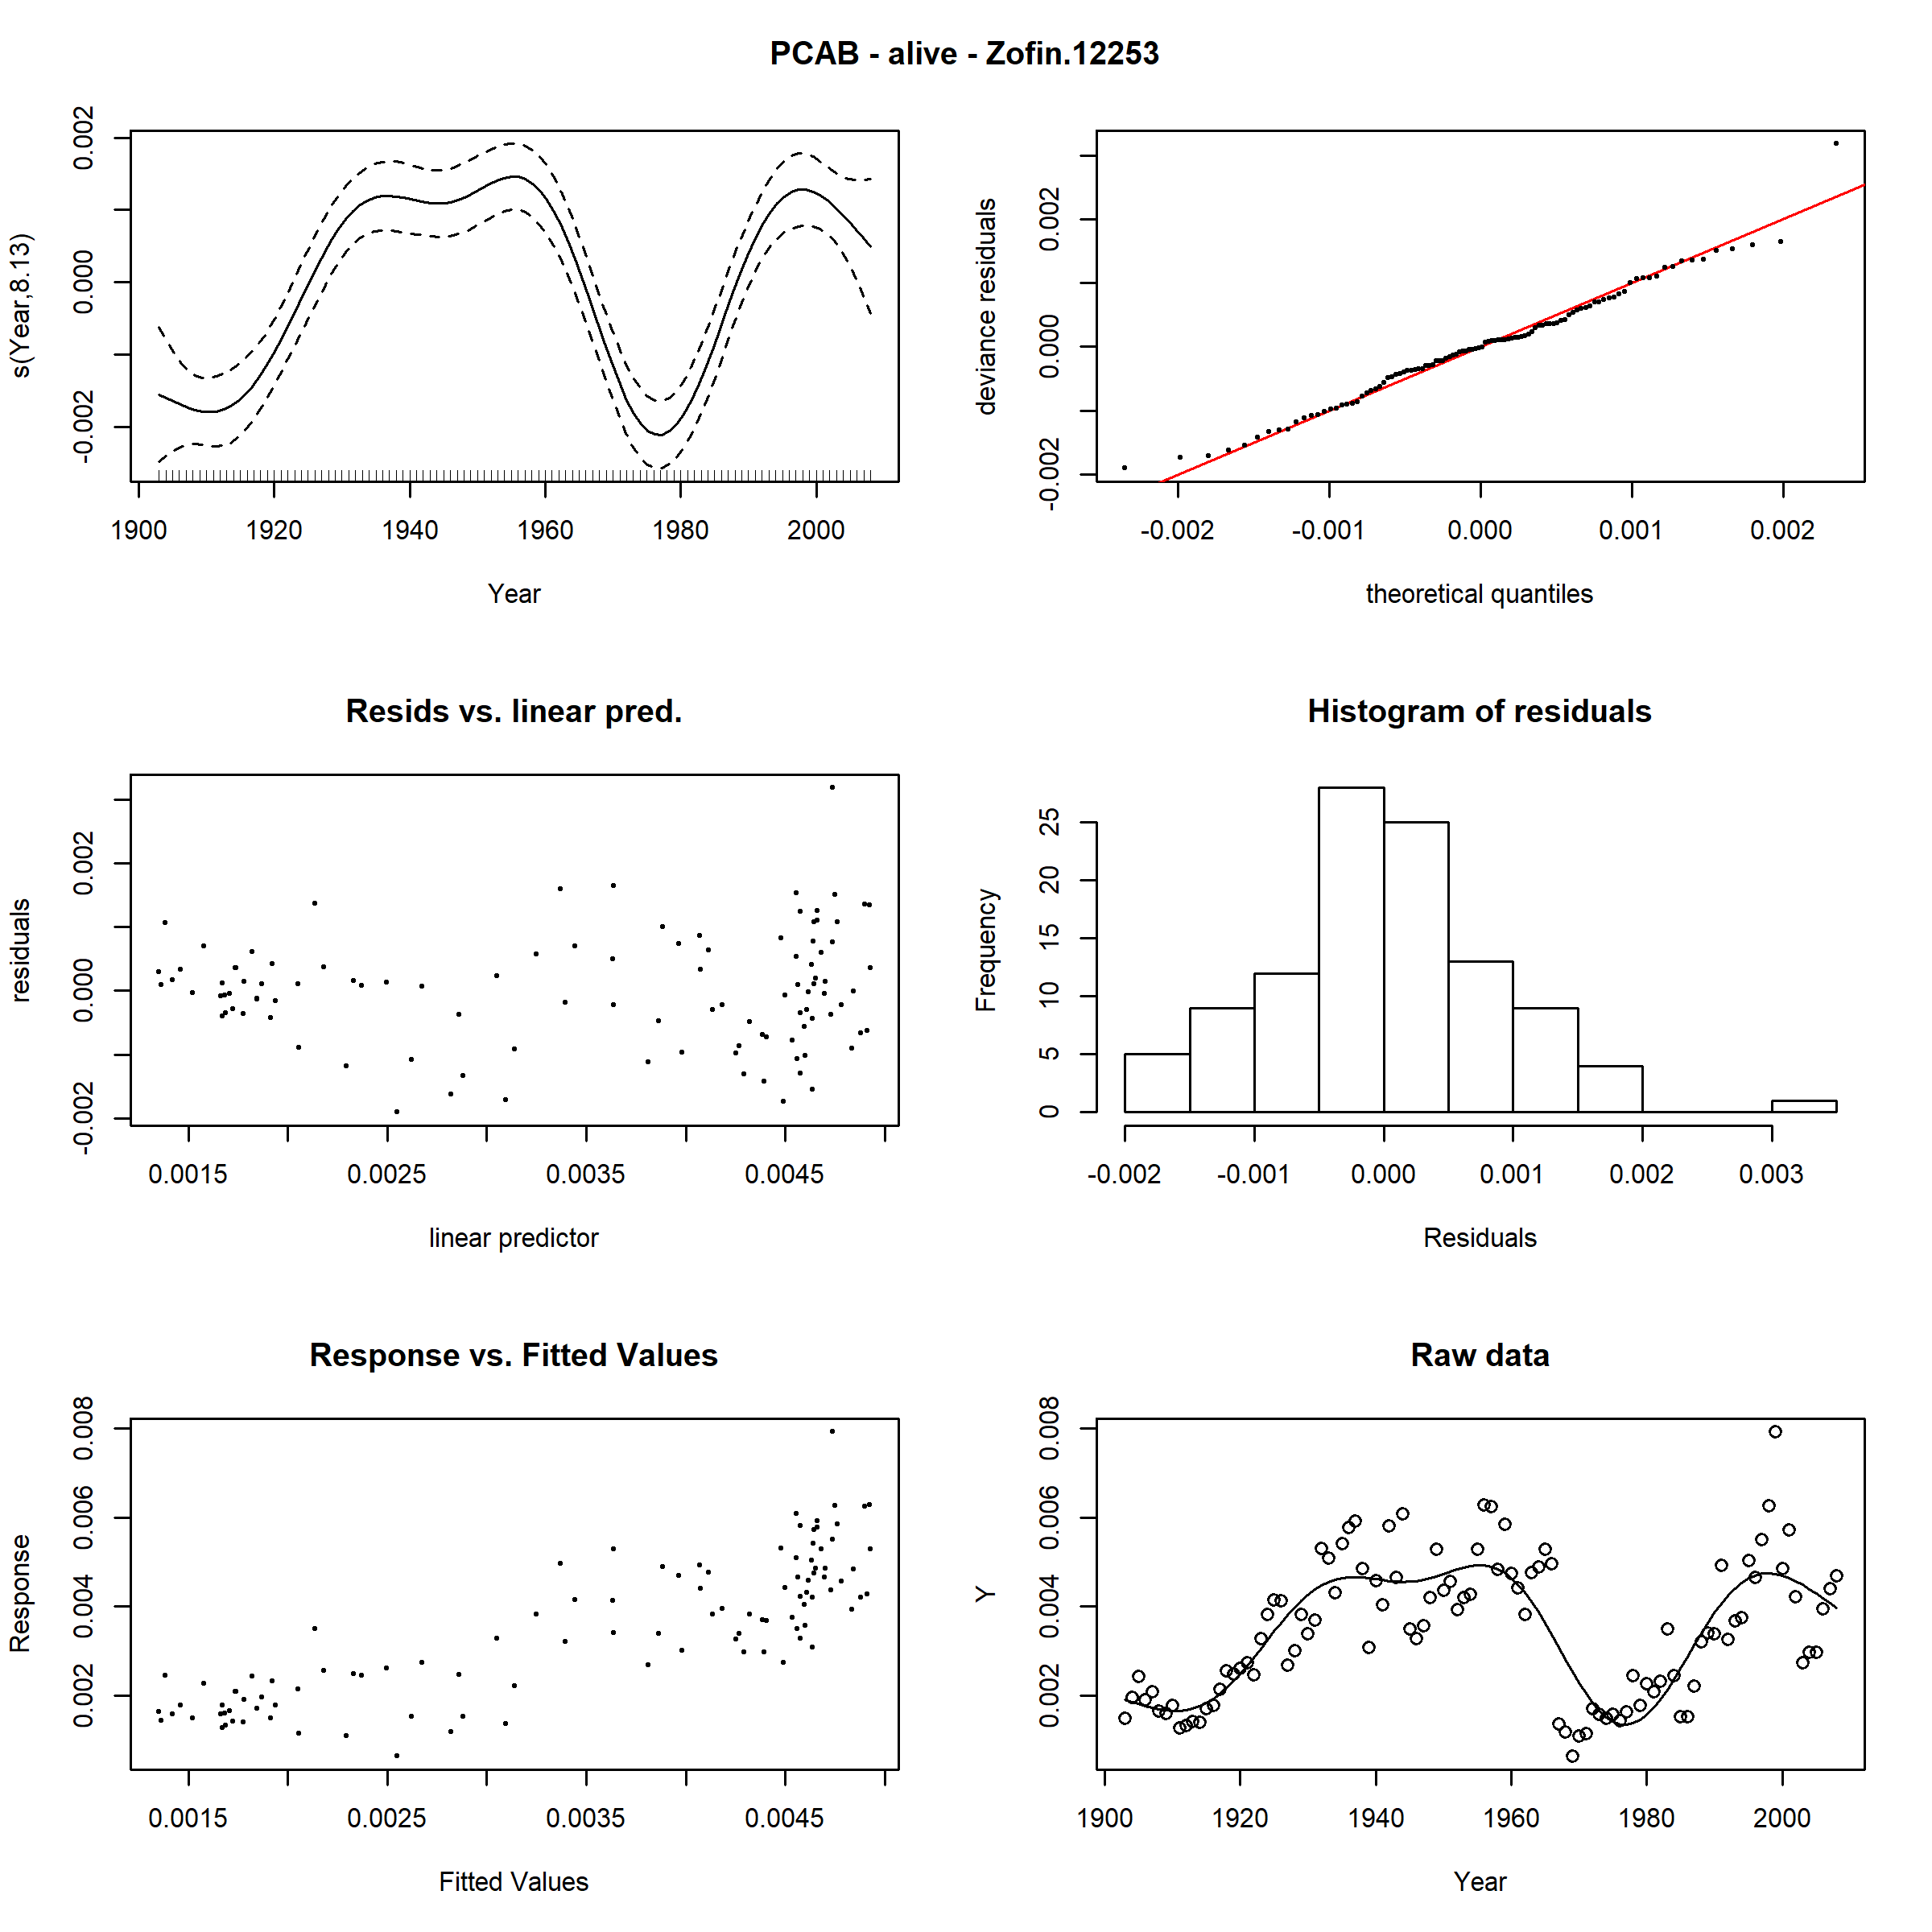 PCAB - alive - Zofin.12253
s(Year,8.13)
-0.002 0.000 0.002
1900 1920 1940 1960 1980 2000
Year
deviance residuals
-0.002 0.000 0.002
-0.002 -0.001 0.000 0.001 0.002
theoretical quantiles
Resids vs. linear pred.
residuals
-0.002 0.000 0.002
0.0015 0.0025 0.0035 0.0045
linear predictor
Histogram of residuals
Frequency
0 5 10 15 20 25
-0.002 -0.001 0.000 0.001 0.002 0.003
Residuals
Response vs. Fitted Values
Response
0.002 0.004 0.006 0.008
0.0015 0.0025 0.0035 0.0045
Fitted Values
Raw data
Y
0.002 0.004 0.006 0.008
1900 1920 1940 1960 1980 2000
Year